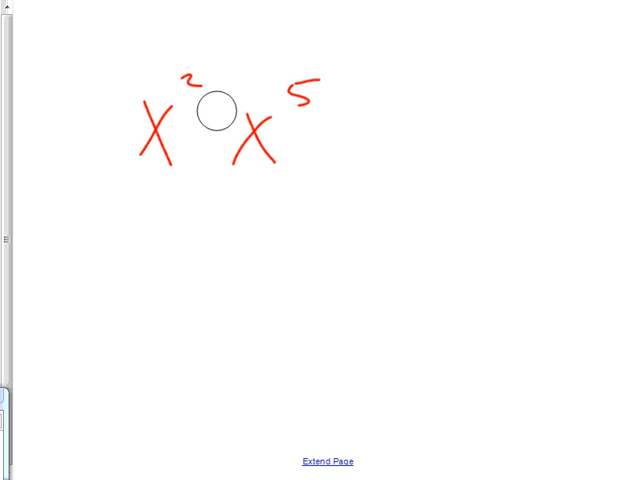 x² x⁵
Extend Page